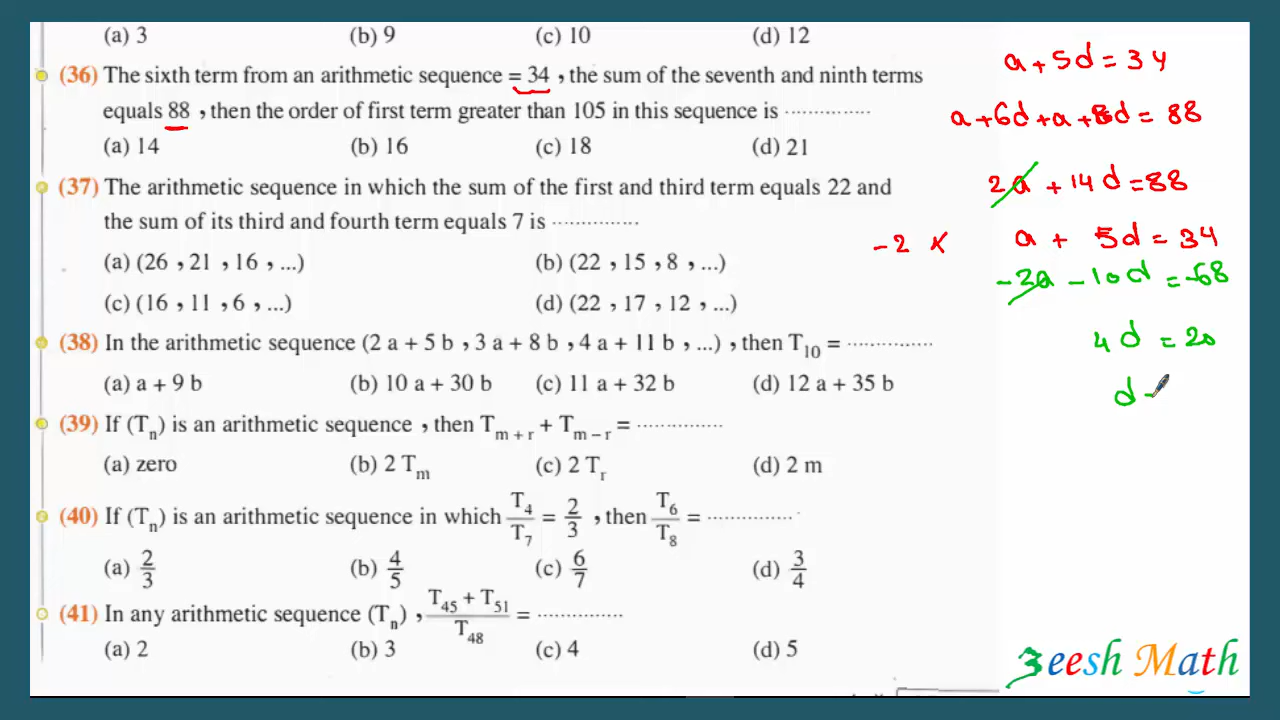 (a) 3 (b) 9 (c) 10 (d) 12
(36) The sixth term from an arithmetic sequence = 34 , the sum of the seventh and ninth terms
equals 88 , then the order of first term greater than 105 in this sequence is ..............
(a) 14 (b) 16 (c) 18 (d) 21
(37) The arithmetic sequence in which the sum of the first and third term equals 22 and
the sum of its third and fourth term equals 7 is ..............
(a) (26 , 21 , 16 , ...) (b) (22 , 15 , 8 , ...)
(c) (16 , 11 , 6 , ...) (d) (22 , 17 , 12 , ...)
(38) In the arithmetic sequence (2 a + 5 b , 3 a + 8 b , 4 a + 11 b , ...) , then T₁₀ = ..............
(a) a + 9 b (b) 10 a + 30 b (c) 11 a + 32 b (d) 12 a + 35 b
(39) If (Tₙ) is an arithmetic sequence , then Tₘ₊ᵣ + Tₘ₋ᵣ = ..............
(a) zero (b) 2 Tₘ (c) 2 Tᵣ (d) 2 m
(40) If (Tₙ) is an arithmetic sequence in which T₄/T₇ = 2/3 , then T₆/T₈ = ..............
(a) 2/3 (b) 4/5 (c) 6/7 (d) 3/4
(41) In any arithmetic sequence (Tₙ) , (T₄₅ + T₅₁)/T₄₈ = ..............
(a) 2 (b) 3 (c) 4 (d) 5
a + 5d = 34
a + 6d + a + 8d = 88
2a + 14d = 88
-2 × a + 5d = 34
-2a - 10d = -68
4d = 20
d -
Zeesh Math